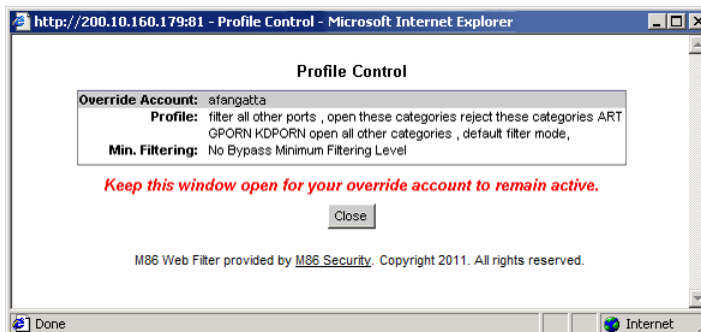 http://200.10.160.179:81 - Profile Control - Microsoft Internet Explorer
Profile Control
Override Account: afangatta
Profile: filter all other ports , open these categories reject these categories ART
GPORN KDPORN open all other categories , default filter mode,
Min. Filtering: No Bypass Minimum Filtering Level
Keep this window open for your override account to remain active.
Close
M86 Web Filter provided by M86 Security. Copyright 2011. All rights reserved.
Done
Internet